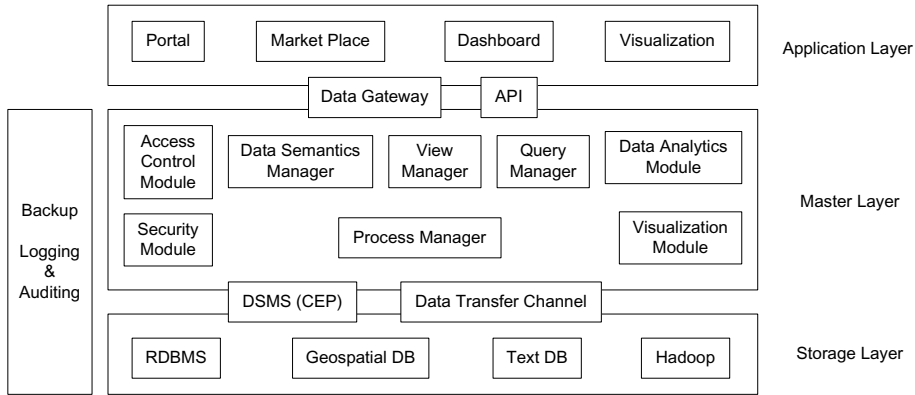 Portal
Market Place
Dashboard
Visualization
Application Layer
Data Gateway
API
Access
Control
Module
Data Semantics
Manager
View
Manager
Query
Manager
Data Analytics
Module
Master Layer
Backup
Logging
&
Auditing
Security
Module
Process Manager
Visualization
Module
DSMS (CEP)
Data Transfer Channel
RDBMS
Geospatial DB
Text DB
Hadoop
Storage Layer